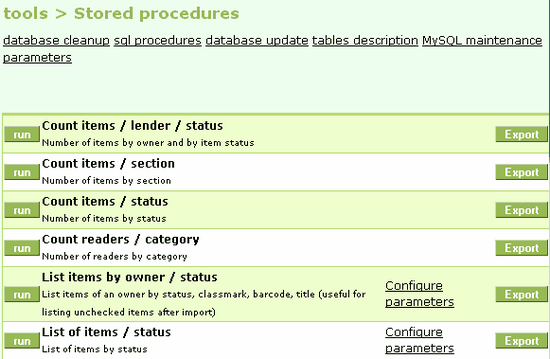 tools > Stored procedures
database cleanup sql procedures database update tables description MySQL maintenance
parameters
run Count items / lender / status Export
Number of items by owner and by item status
run Count items / section Export
Number of items by section
run Count items / status Export
Number of items by status
run Count readers / category Export
Number of readers by category
List items by owner / status
run List items of an owner by status, classmark, barcode, title (useful for Configure Export
listing unchecked items after import) parameters
run List of items / status Configure Export
List of items by status parameters